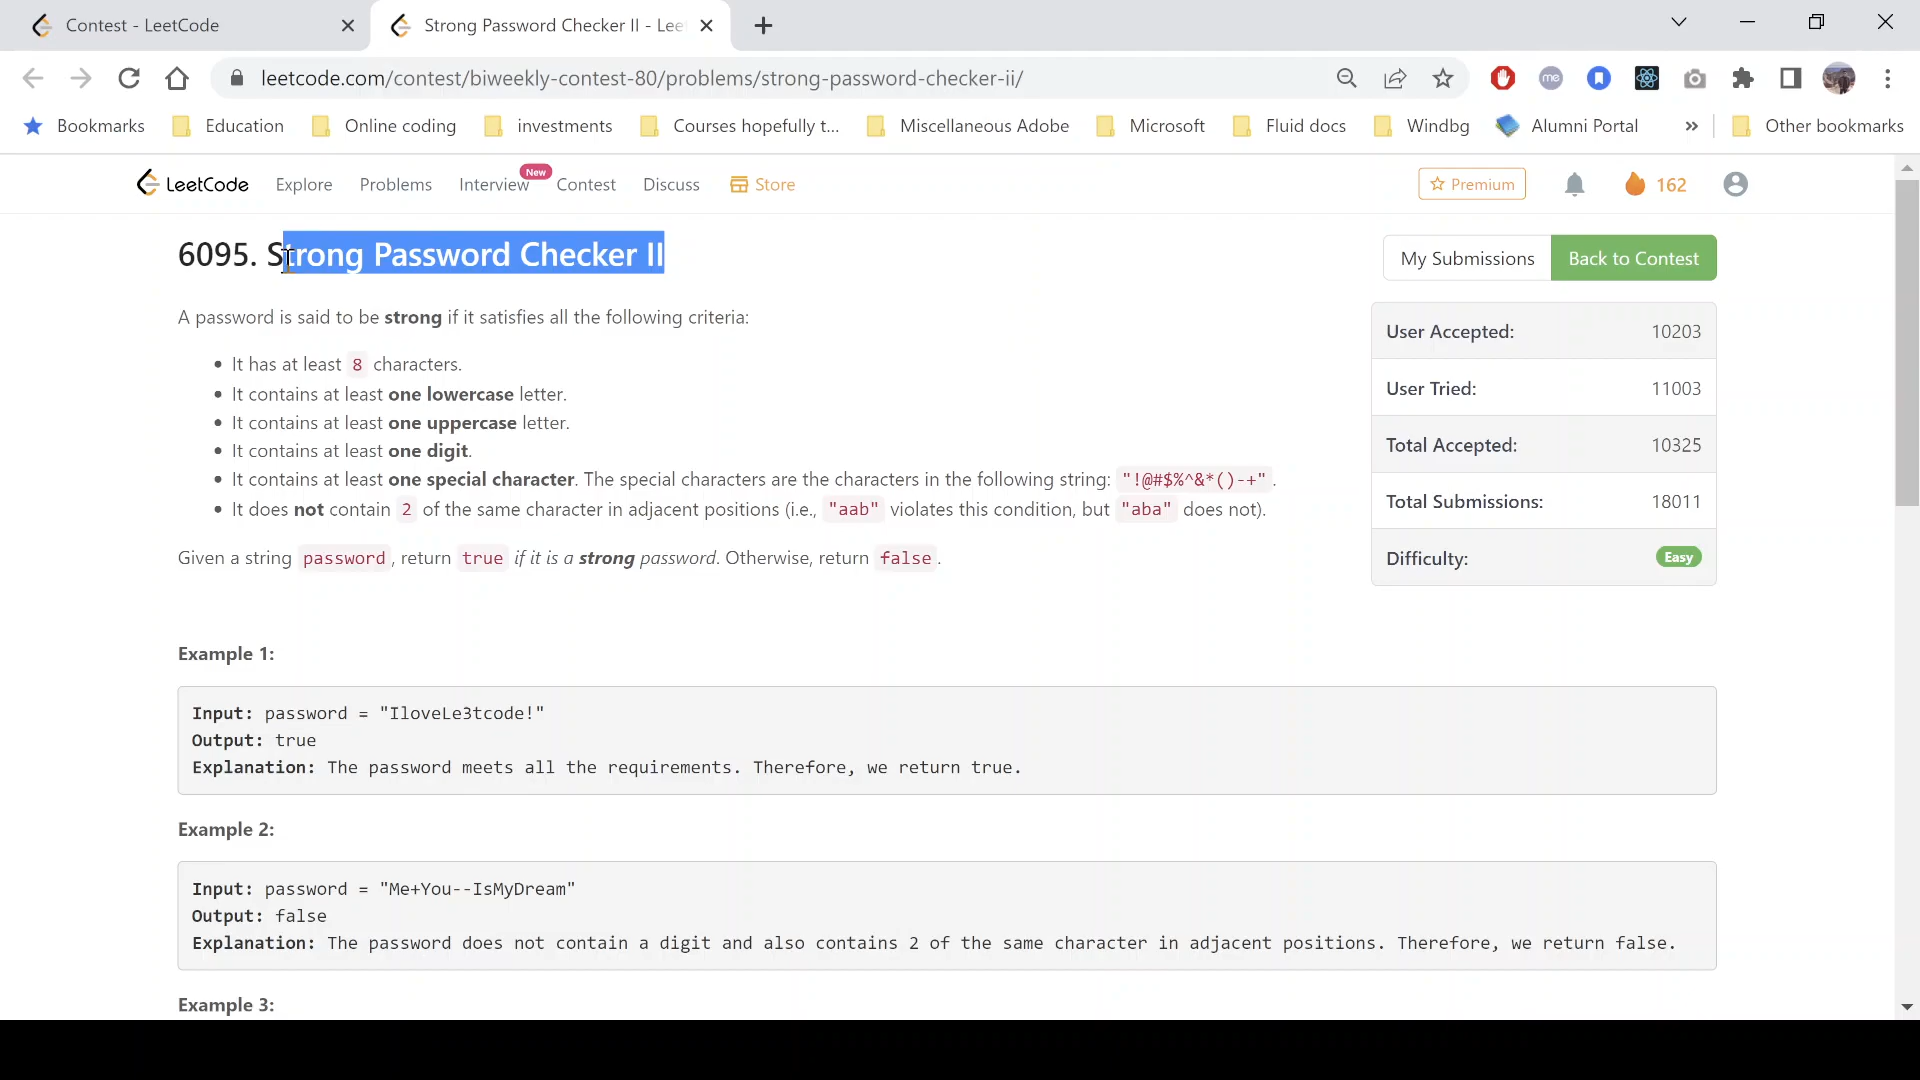 Contest - LeetCode
Strong Password Checker II - Lee
leetcode.com/contest/biweekly-contest-80/problems/strong-password-checker-ii/
me
Bookmarks Education Online coding investments Courses hopefully t... Miscellaneous Adobe Microsoft Fluid docs Windbg Alumni Portal » Other bookmarks
LeetCode Explore Problems Interview New Contest Discuss Store Premium 162
6095. Strong Password Checker II
My Submissions Back to Contest
A password is said to be strong if it satisfies all the following criteria:
• It has at least 8 characters.
• It contains at least one lowercase letter.
• It contains at least one uppercase letter.
• It contains at least one digit.
• It contains at least one special character. The special characters are the characters in the following string: "!@#$%^&*()-+".
• It does not contain 2 of the same character in adjacent positions (i.e., "aab" violates this condition, but "aba" does not).
Given a string password, return true if it is a strong password. Otherwise, return false.
User Accepted: 10203
User Tried: 11003
Total Accepted: 10325
Total Submissions: 18011
Difficulty: Easy
Example 1:
Input: password = "IloveLe3tcode!"
Output: true
Explanation: The password meets all the requirements. Therefore, we return true.
Example 2:
Input: password = "Me+You--IsMyDream"
Output: false
Explanation: The password does not contain a digit and also contains 2 of the same character in adjacent positions. Therefore, we return false.
Example 3: